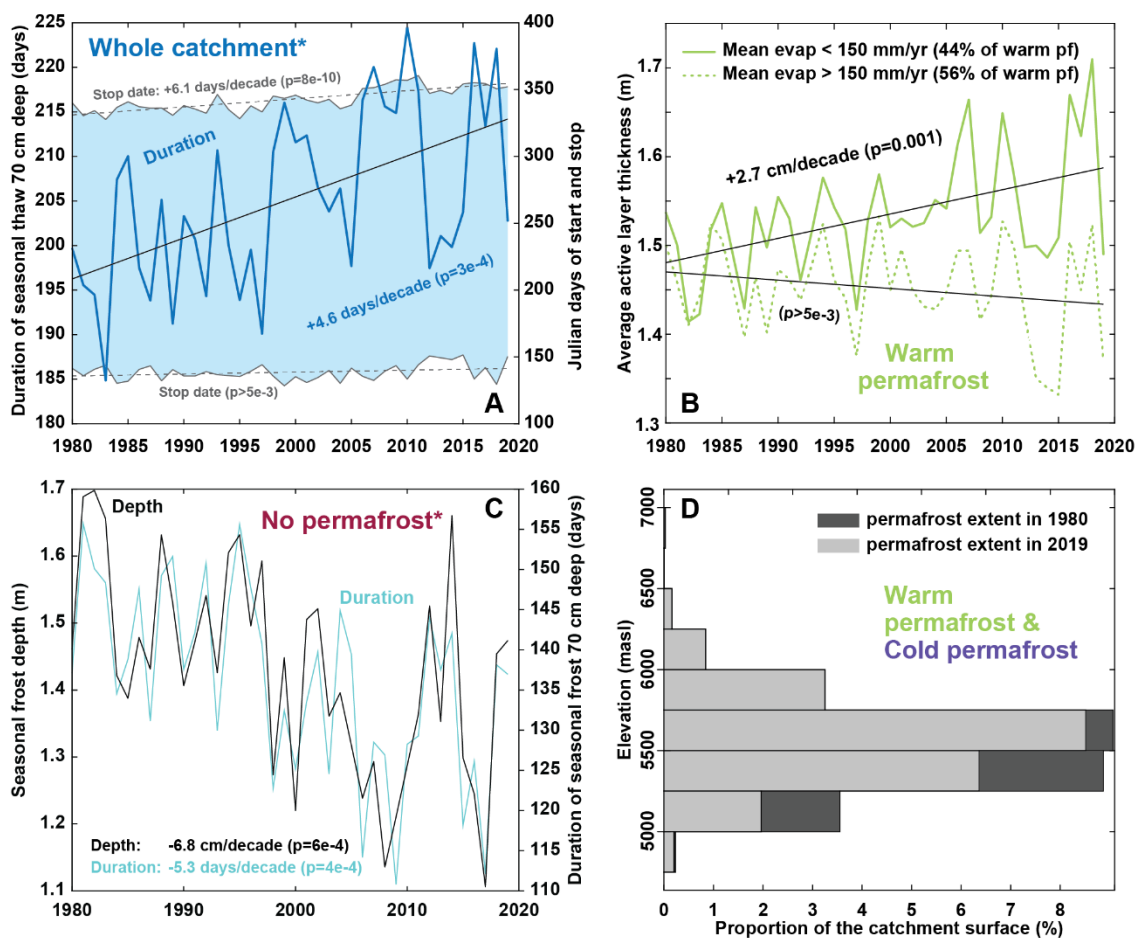 Duration of seasonal thaw 70 cm deep (days)
225
220
215
210
205
200
195
190
185
180
Whole catchment*
Stop date: +6.1 days/decade (p=8e-10)
Duration
+4.6 days/decade (p=3e-4)
Stop date (p>5e-3)
A
400
350
300
250
200
150
100
Julian days of start and stop
1980 1985 1990 1995 2000 2005 2010 2015 2020
Average active layer thickness (m)
1.7
1.6
1.5
1.4
1.3
Mean evap < 150 mm/yr (44% of warm pf)
Mean evap > 150 mm/yr (56% of warm pf)
+2.7 cm/decade (p=0.001)
(p>5e-3)
B
Warm
permafrost
1980 1985 1990 1995 2000 2005 2010 2015 2020
Seasonal frost depth (m)
1.7
1.6
1.5
1.4
1.3
1.2
1.1
Depth
No permafrost*
C
Duration
Depth: -6.8 cm/decade (p=6e-4)
Duration: -5.3 days/decade (p=4e-4)
160
155
150
145
140
135
130
125
120
115
110
Duration of seasonal frost 70 cm deep (days)
1980 1990 2000 2010 2020
Elevation (masl)
7000
6500
6000
5500
5000
D
permafrost extent in 1980
permafrost extent in 2019
Warm
permafrost &
Cold permafrost
0 1 2 3 4 5 6 7 8
Proportion of the catchment surface (%)